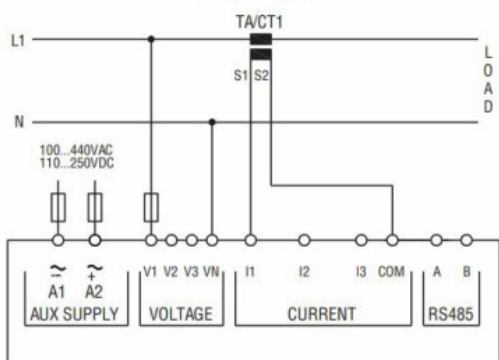 TA/CT1
L1
S1 S2
LOAD
N
100...440VAC
110...250VDC
V1 V2 V3 VN I1 I2 I3 COM A B
A1 A2
AUX SUPPLY VOLTAGE CURRENT RS485